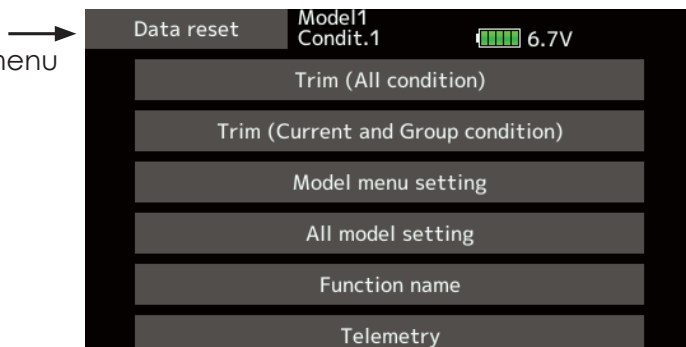 Data reset
Model1
Condit.1
6.7V
Trim (All condition)
Trim (Current and Group condition)
Model menu setting
All model setting
Function name
Telemetry